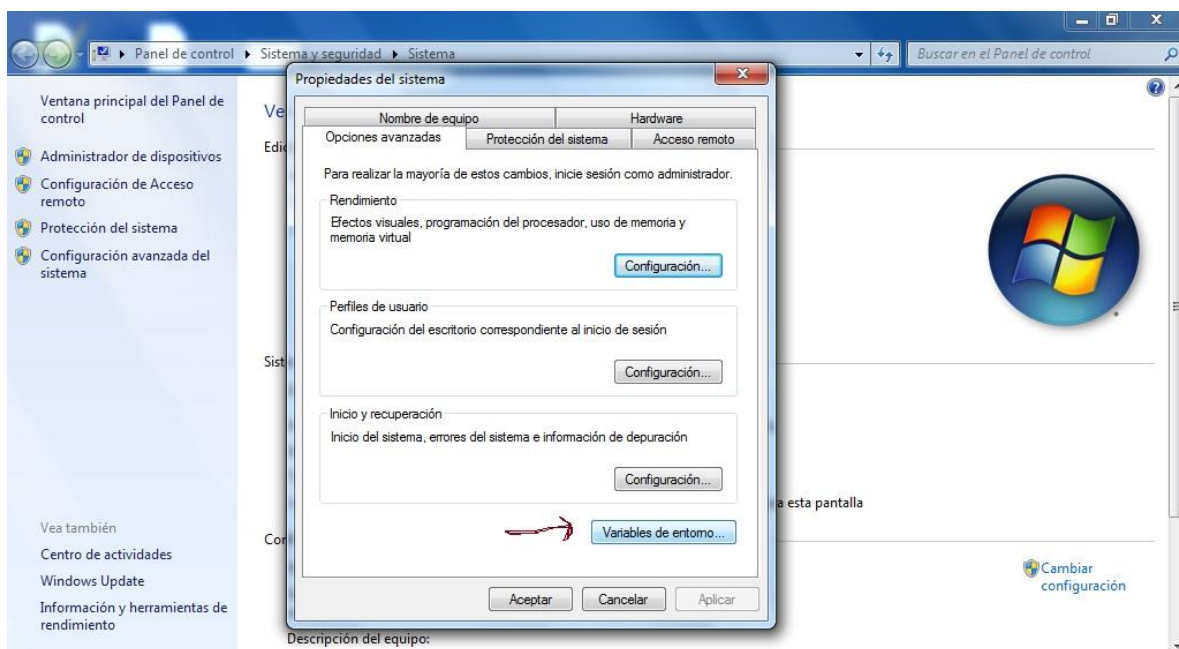 Panel de control
Sistema y seguridad
Sistema
Buscar en el Panel de control
Ventana principal del Panel de
control
Administrador de dispositivos
Configuración de Acceso
remoto
Protección del sistema
Configuración avanzada del
sistema
Vea también
Centro de actividades
Windows Update
Información y herramientas de
rendimiento
Ve
Edic
Sist
Con
Propiedades del sistema
Nombre de equipo
Hardware
Opciones avanzadas
Protección del sistema
Acceso remoto
Para realizar la mayoría de estos cambios, inicie sesión como administrador.
Rendimiento
Efectos visuales, programación del procesador, uso de memoria y
memoria virtual
Configuración...
Perfiles de usuario
Configuración del escritorio correspondiente al inicio de sesión
Configuración...
Inicio y recuperación
Inicio del sistema, errores del sistema e información de depuración
Configuración...
Variables de entorno...
Aceptar
Cancelar
Aplicar
a esta pantalla
Cambiar
configuración
Descripción del equipo: